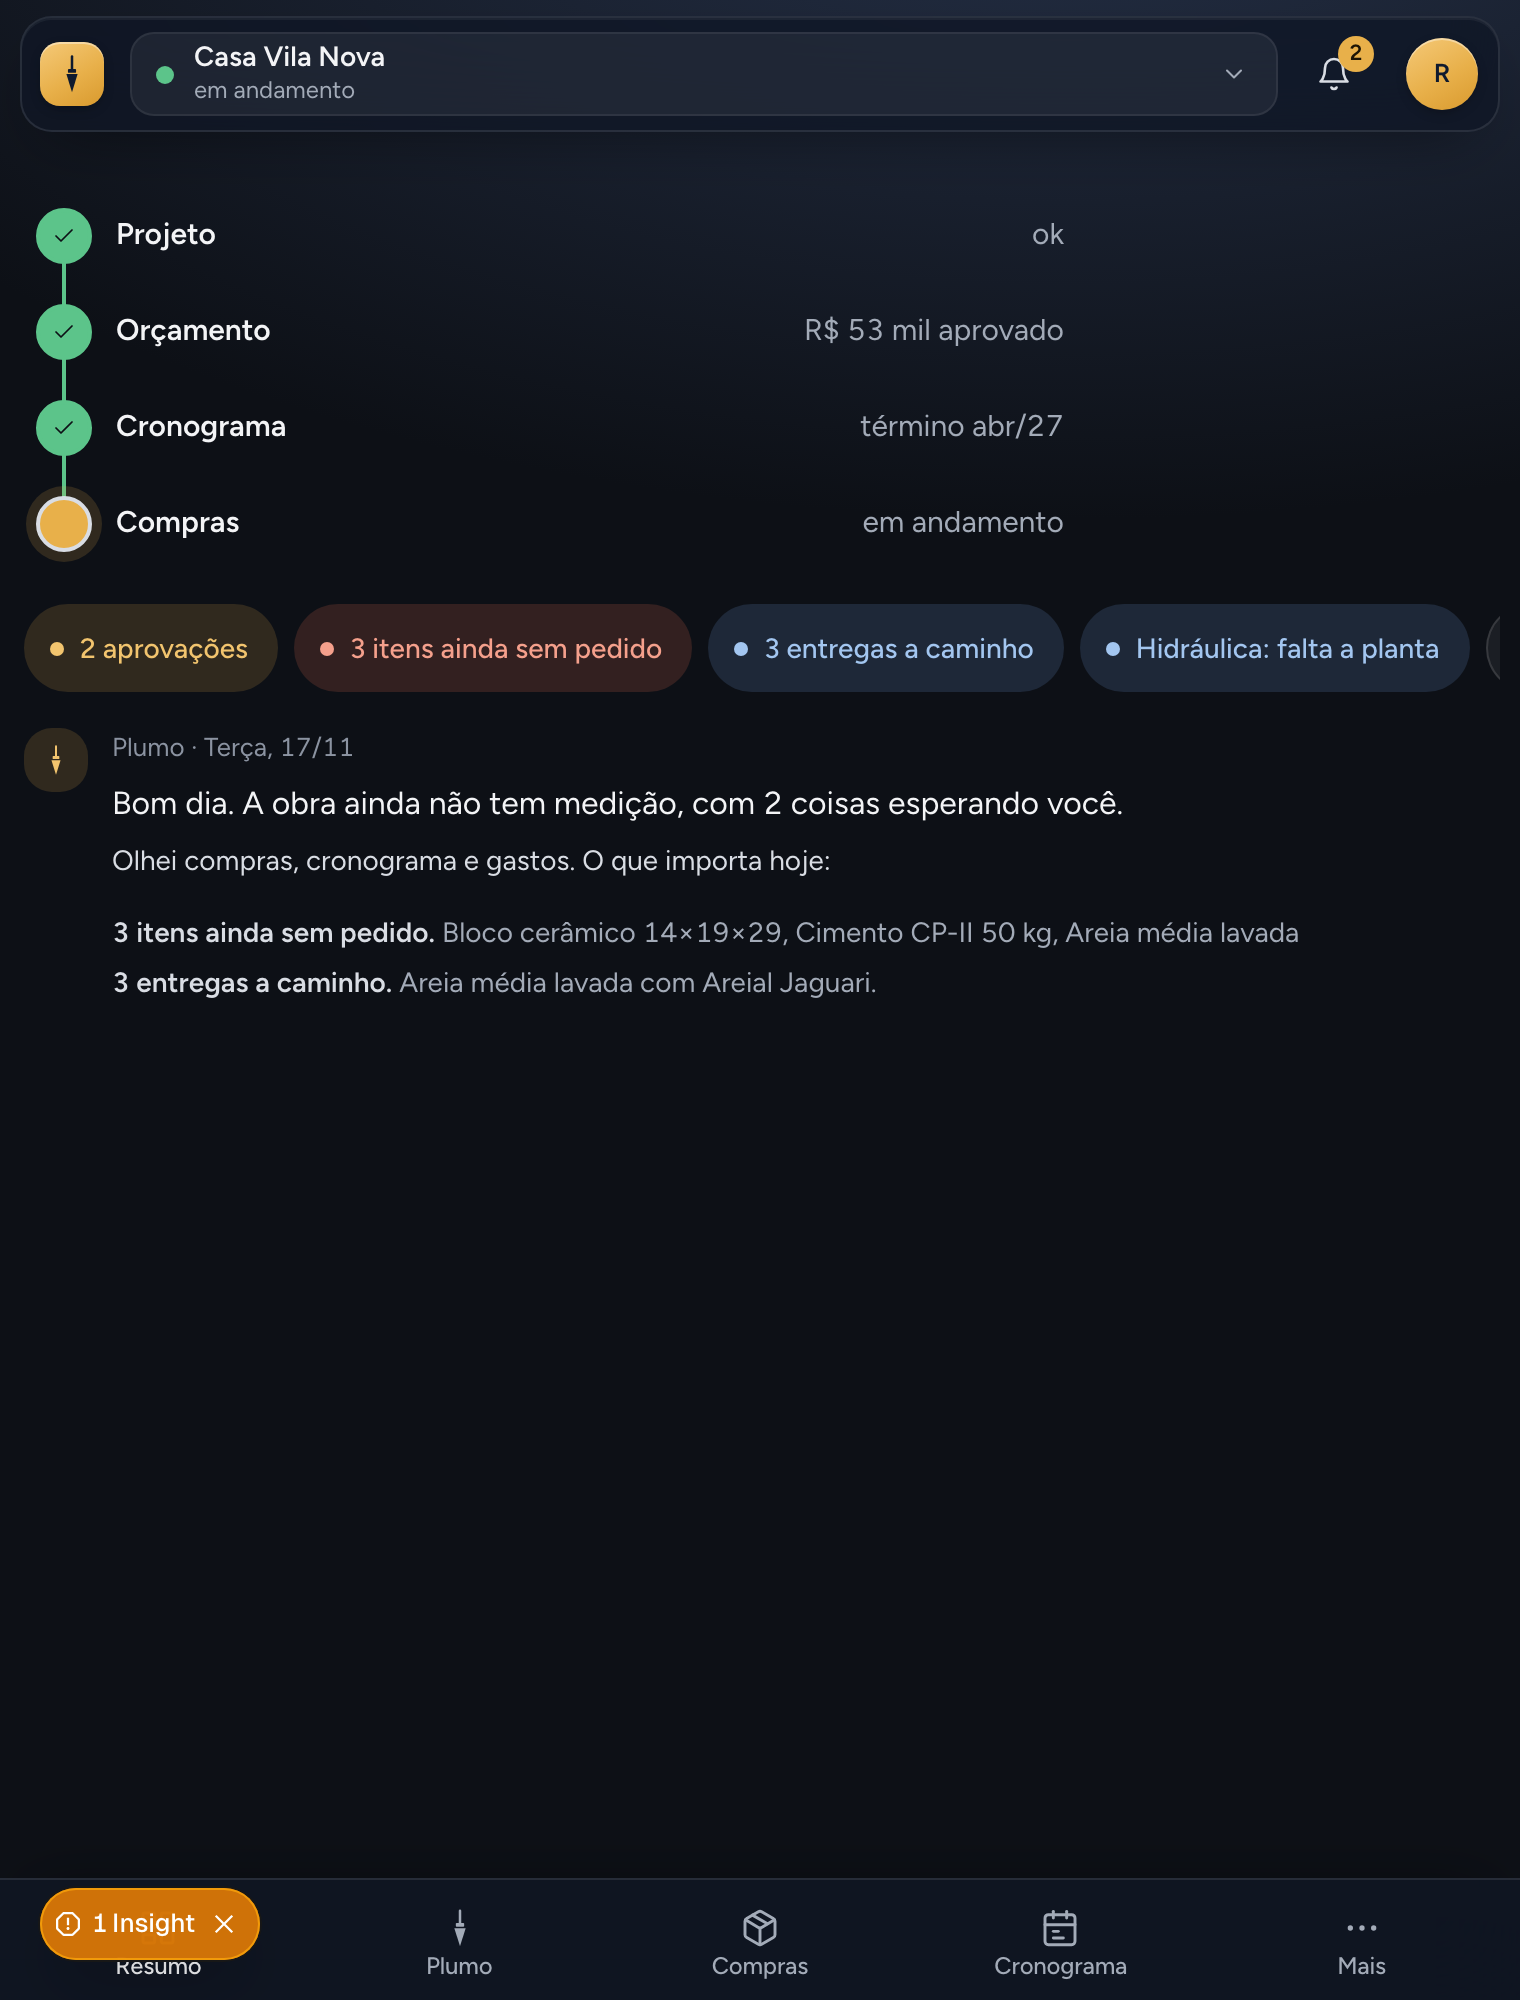 Casa Vila Nova
em andamento
2
R
Projeto ok
Orçamento R$ 53 mil aprovado
Cronograma término abr/27
Compras em andamento
2 aprovações 3 itens ainda sem pedido 3 entregas a caminho Hidráulica: falta a planta
Plumo · Terça, 17/11
Bom dia. A obra ainda não tem medição, com 2 coisas esperando você.
Olhei compras, cronograma e gastos. O que importa hoje:
3 itens ainda sem pedido. Bloco cerâmico 14×19×29, Cimento CP-II 50 kg, Areia média lavada
3 entregas a caminho. Areia média lavada com Areial Jaguari.
1 Insight
Resumo Plumo Compras Cronograma Mais